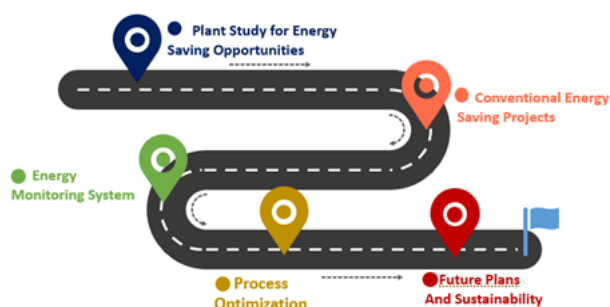 Plant Study for Energy
Saving Opportunities
Conventional Energy
Saving Projects
Energy
Monitoring System
Process
Optimization
Future Plans
And Sustainability